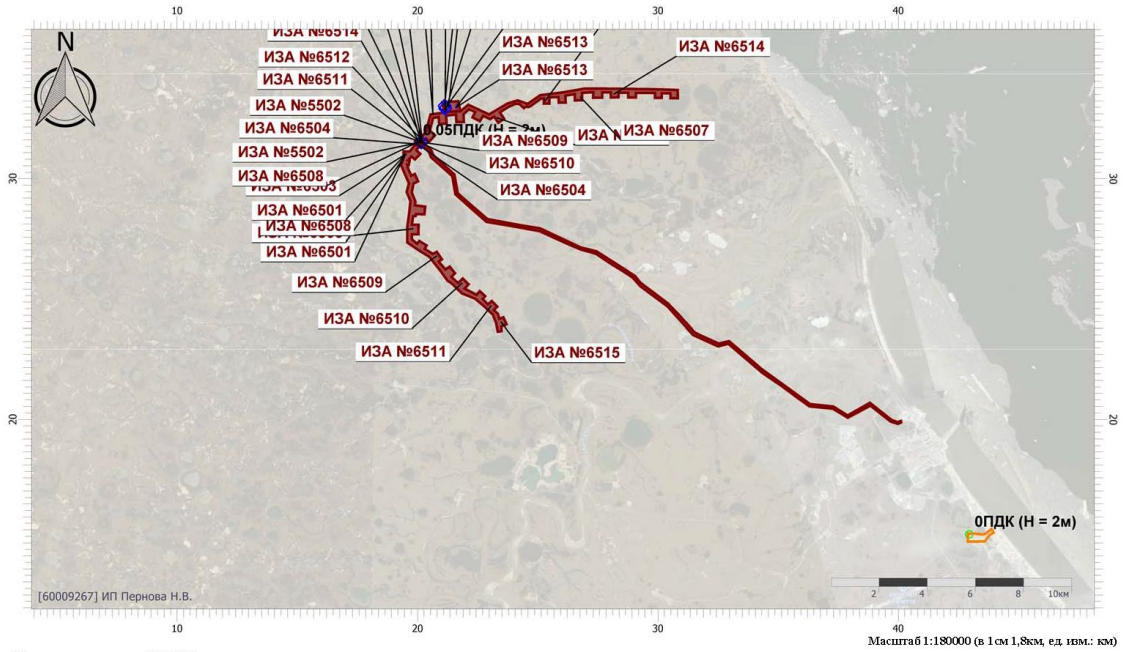 10 20 30 40
N
ИЗА №6514
ИЗА №6513
ИЗА №6514
ИЗА №6512
ИЗА №6513
ИЗА №6511
ИЗА №5502
ИЗА №6504
0,05ПДК (Н = 2м)
ИЗА №6509
ИЗА №6507
ИЗА №5502
ИЗА №6510
30
30
ИЗА №6508
ИЗА №6504
ИЗА №6501
ИЗА №6508
ИЗА №6501
ИЗА №6509
ИЗА №6510
ИЗА №6511
ИЗА №6515
20
20
0ПДК (Н = 2м)
2 4 6 8 10км
[60009267] ИП Пернова Н.В.
10 20 30 40
Масштаб 1:180000 (в 1см 1,8км, ед. изм.: км)